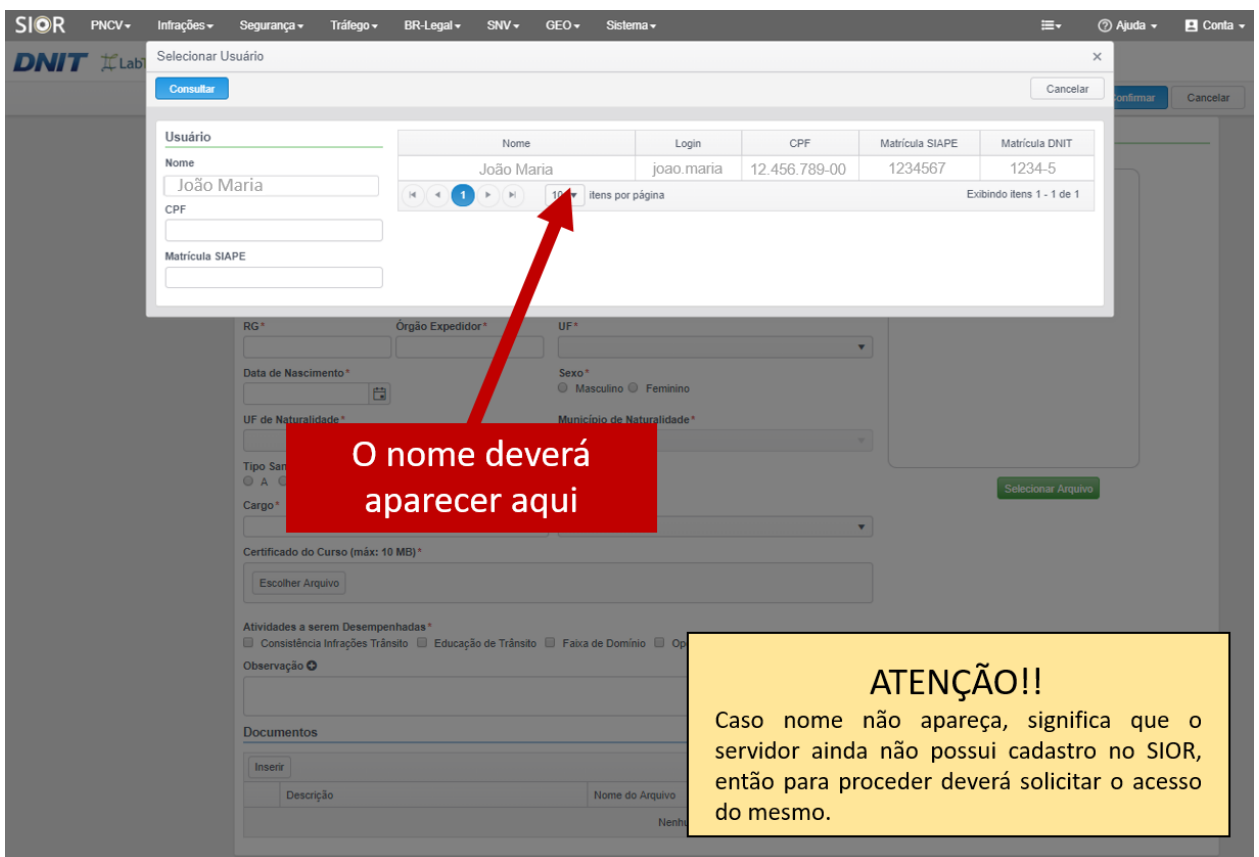 SIOR PNCV Infrações Segurança Tráfego BR-Legal SNV GEO Sistema Ajuda Conta
DNIT Lab
Selecionar Usuário ×
Consultar Cancelar
Confirmar Cancelar
Usuário
Nome Login CPF Matrícula SIAPE Matrícula DNIT
Nome
João Maria joao.maria 12.456.789-00 1234567 1234-5
João Maria
1 10 itens por página Exibindo itens 1 - 1 de 1
CPF
Matrícula SIAPE
RG* Órgão Expedidor* UF*
Data de Nascimento* Sexo*
Masculino Feminino
UF de Naturalidade* Município de Naturalidade*
O nome deverá
aparecer aqui
Tipo San
A
Selecionar Arquivo
Cargo*
Certificado do Curso (máx: 10 MB)*
Escolher Arquivo
Atividades a serem Desempenhadas*
Consistência Infrações Trânsito Educação de Trânsito Faixa de Domínio Op
Observação
Documentos
Inserir
Descrição Nome do Arquivo
Nenhu
ATENÇÃO!!
Caso nome não apareça, significa que o
servidor ainda não possui cadastro no SIOR,
então para proceder deverá solicitar o acesso
do mesmo.